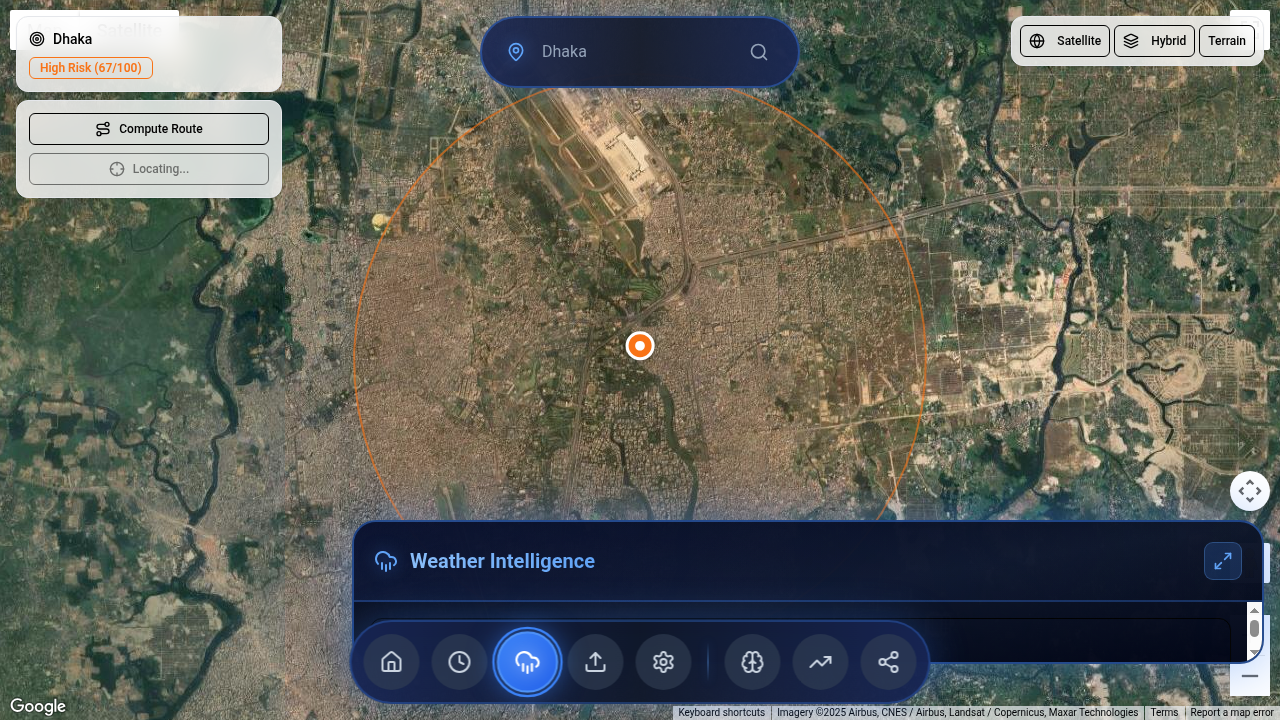 Dhaka
High Risk (67/100)
Compute Route
Locating...
Dhaka
Satellite
Hybrid
Terrain
Weather Intelligence
Google
Keyboard shortcuts
Imagery ©2025 Airbus, CNES / Airbus, Landsat / Copernicus, Maxar Technologies
Terms
Report a map error